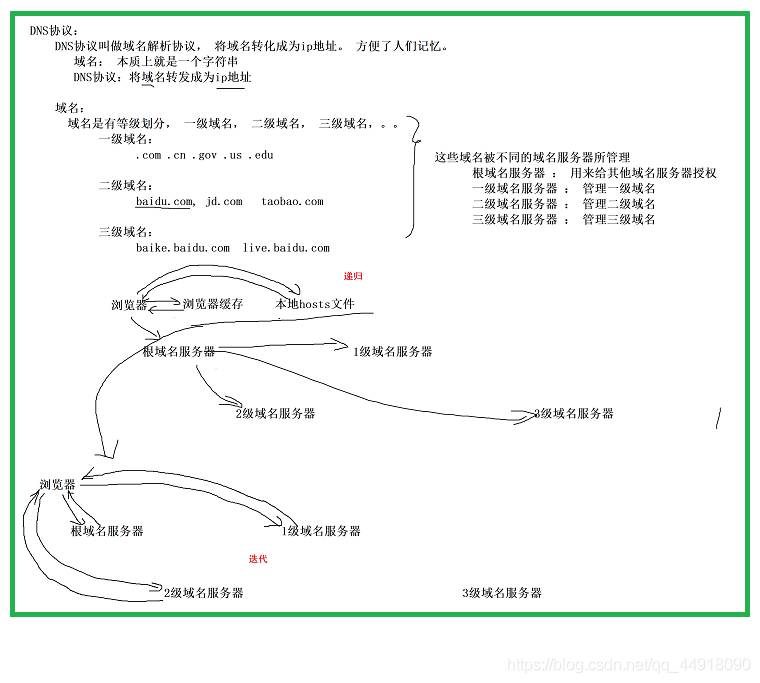 DNS协议:
DNS协议叫做域名解析协议, 将域名转化成为ip地址。 方便了人们记忆。
域名: 本质上就是一个字符串
DNS协议: 将域名转发成为ip地址
域名:
域名是有等级划分, 一级域名, 二级域名, 三级域名,。。
一级域名:
.com .cn .gov .us .edu
二级域名:
baidu.com, jd.com taobao.com
三级域名:
baike.baidu.com live.baidu.com
这些域名被不同的域名服务器所管理
根域名服务器 : 用来给其他域名服务器授权
一级域名服务器 : 管理一级域名
二级域名服务器 : 管理二级域名
三级域名服务器 : 管理三级域名
递归
浏览器 浏览器缓存 本地hosts文件
根域名服务器 1级域名服务器
2级域名服务器 3级域名服务器
浏览器
根域名服务器 1级域名服务器
迭代
2级域名服务器 3级域名服务器
https://blog.csdn.net/qq_44918090